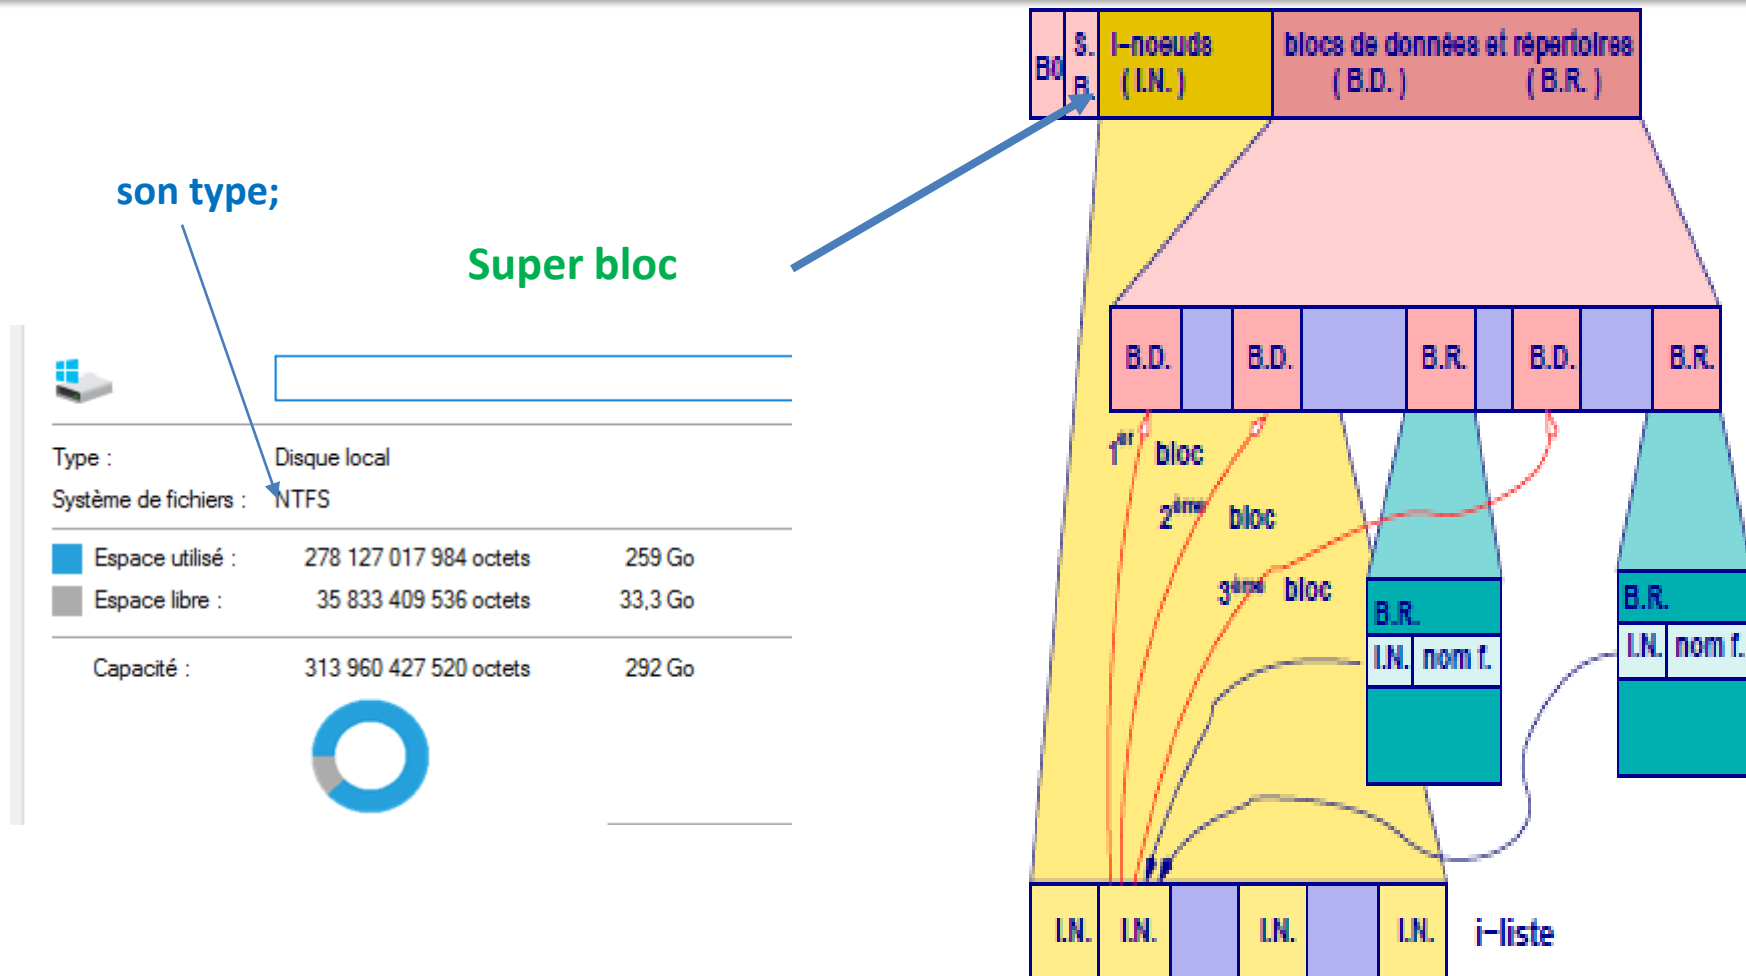 son type;
Super bloc
Type : Disque local
Système de fichiers : NTFS
Espace utilisé : 278 127 017 984 octets 259 Go
Espace libre : 35 833 409 536 octets 33,3 Go
Capacité : 313 960 427 520 octets 292 Go
B0 S. B. I-noeuds blocs de données et répertoires
( I.N. ) ( B.D. ) ( B.R. )
B.D. B.D. B.R. B.D. B.R.
1er bloc
2ème bloc
3ème bloc
B.R. B.R.
I.N. nom f. I.N. nom f.
I.N. I.N. I.N. I.N. i-liste